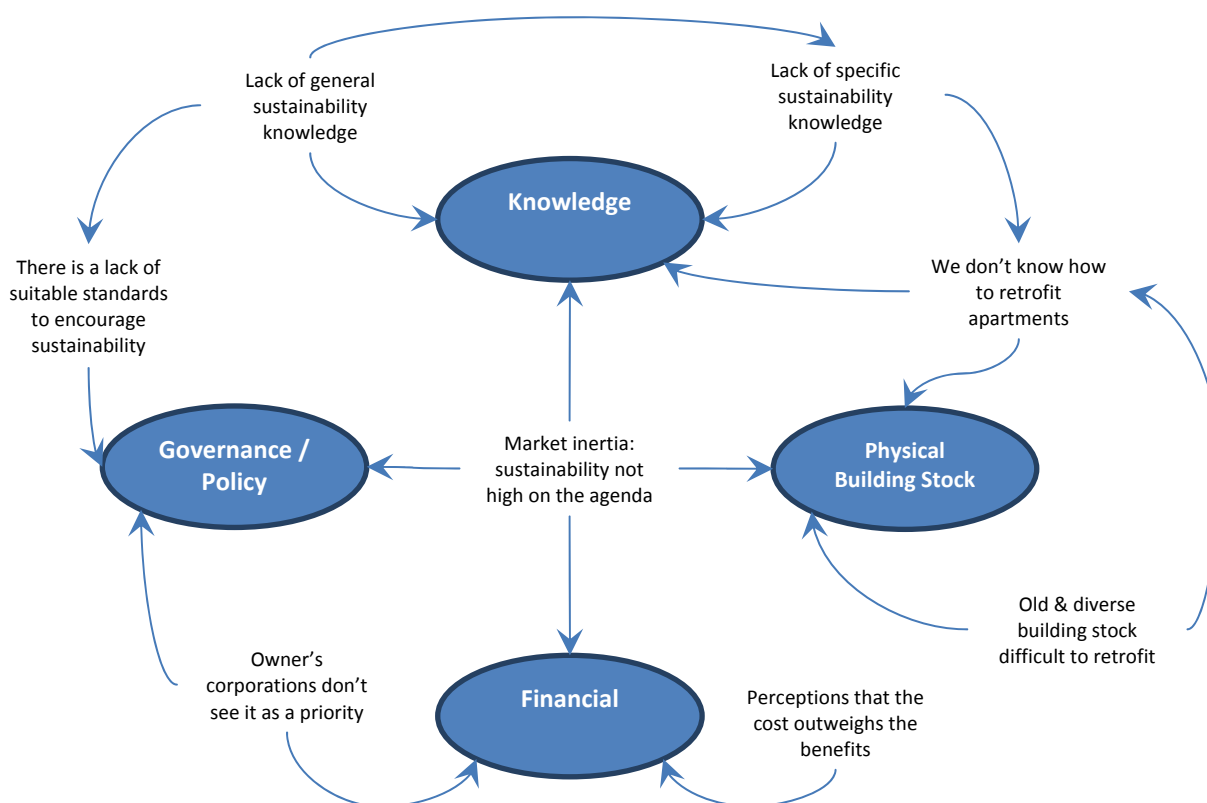 Lack of general
sustainability
knowledge
Lack of specific
sustainability
knowledge
Knowledge
There is a lack of
suitable standards
to encourage
sustainability
We don’t know how
to retrofit
apartments
Governance /
Policy
Market inertia:
sustainability not
high on the agenda
Physical
Building Stock
Old & diverse
building stock
difficult to retrofit
Owner’s
corporations don’t
see it as a priority
Financial
Perceptions that the
cost outweighs the
benefits